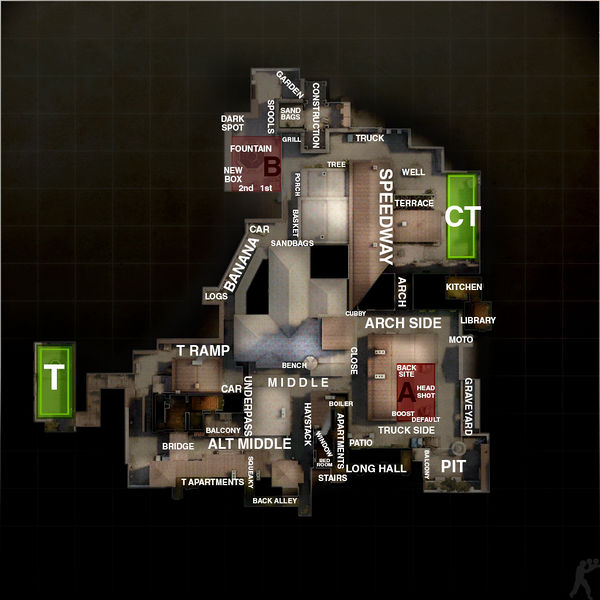 GARDEN
CONSTRUCTION
SPOOLS
SAND
BAGS
DARK
SPOT
GRILL
TRUCK
FOUNTAIN
B
TREE
NEW
BOX
2nd 1st
PORCH
SPEEDWAY
WELL
TERRACE
CT
BASKET
CAR
SANDBAGS
BANANA
LOGS
ARCH
KITCHEN
CUBBY
ARCH SIDE
LIBRARY
MOTO
T RAMP
CLOSE
T
BENCH
MIDDLE
BACK
SITE
A
HEAD
SHOT
GRAVEYARD
CAR
UNDERPASS
HAYSTACK
BOILER
APARTMENTS
BOOST
DEFAULT
TRUCK SIDE
BALCONY
BRIDGE
ALT MIDDLE
WINDOW
PATIO
BED
ROOM
LONG HALL
BALCONY
PIT
SQUEAKY
T APARTMENTS
STAIRS
BACK ALLEY